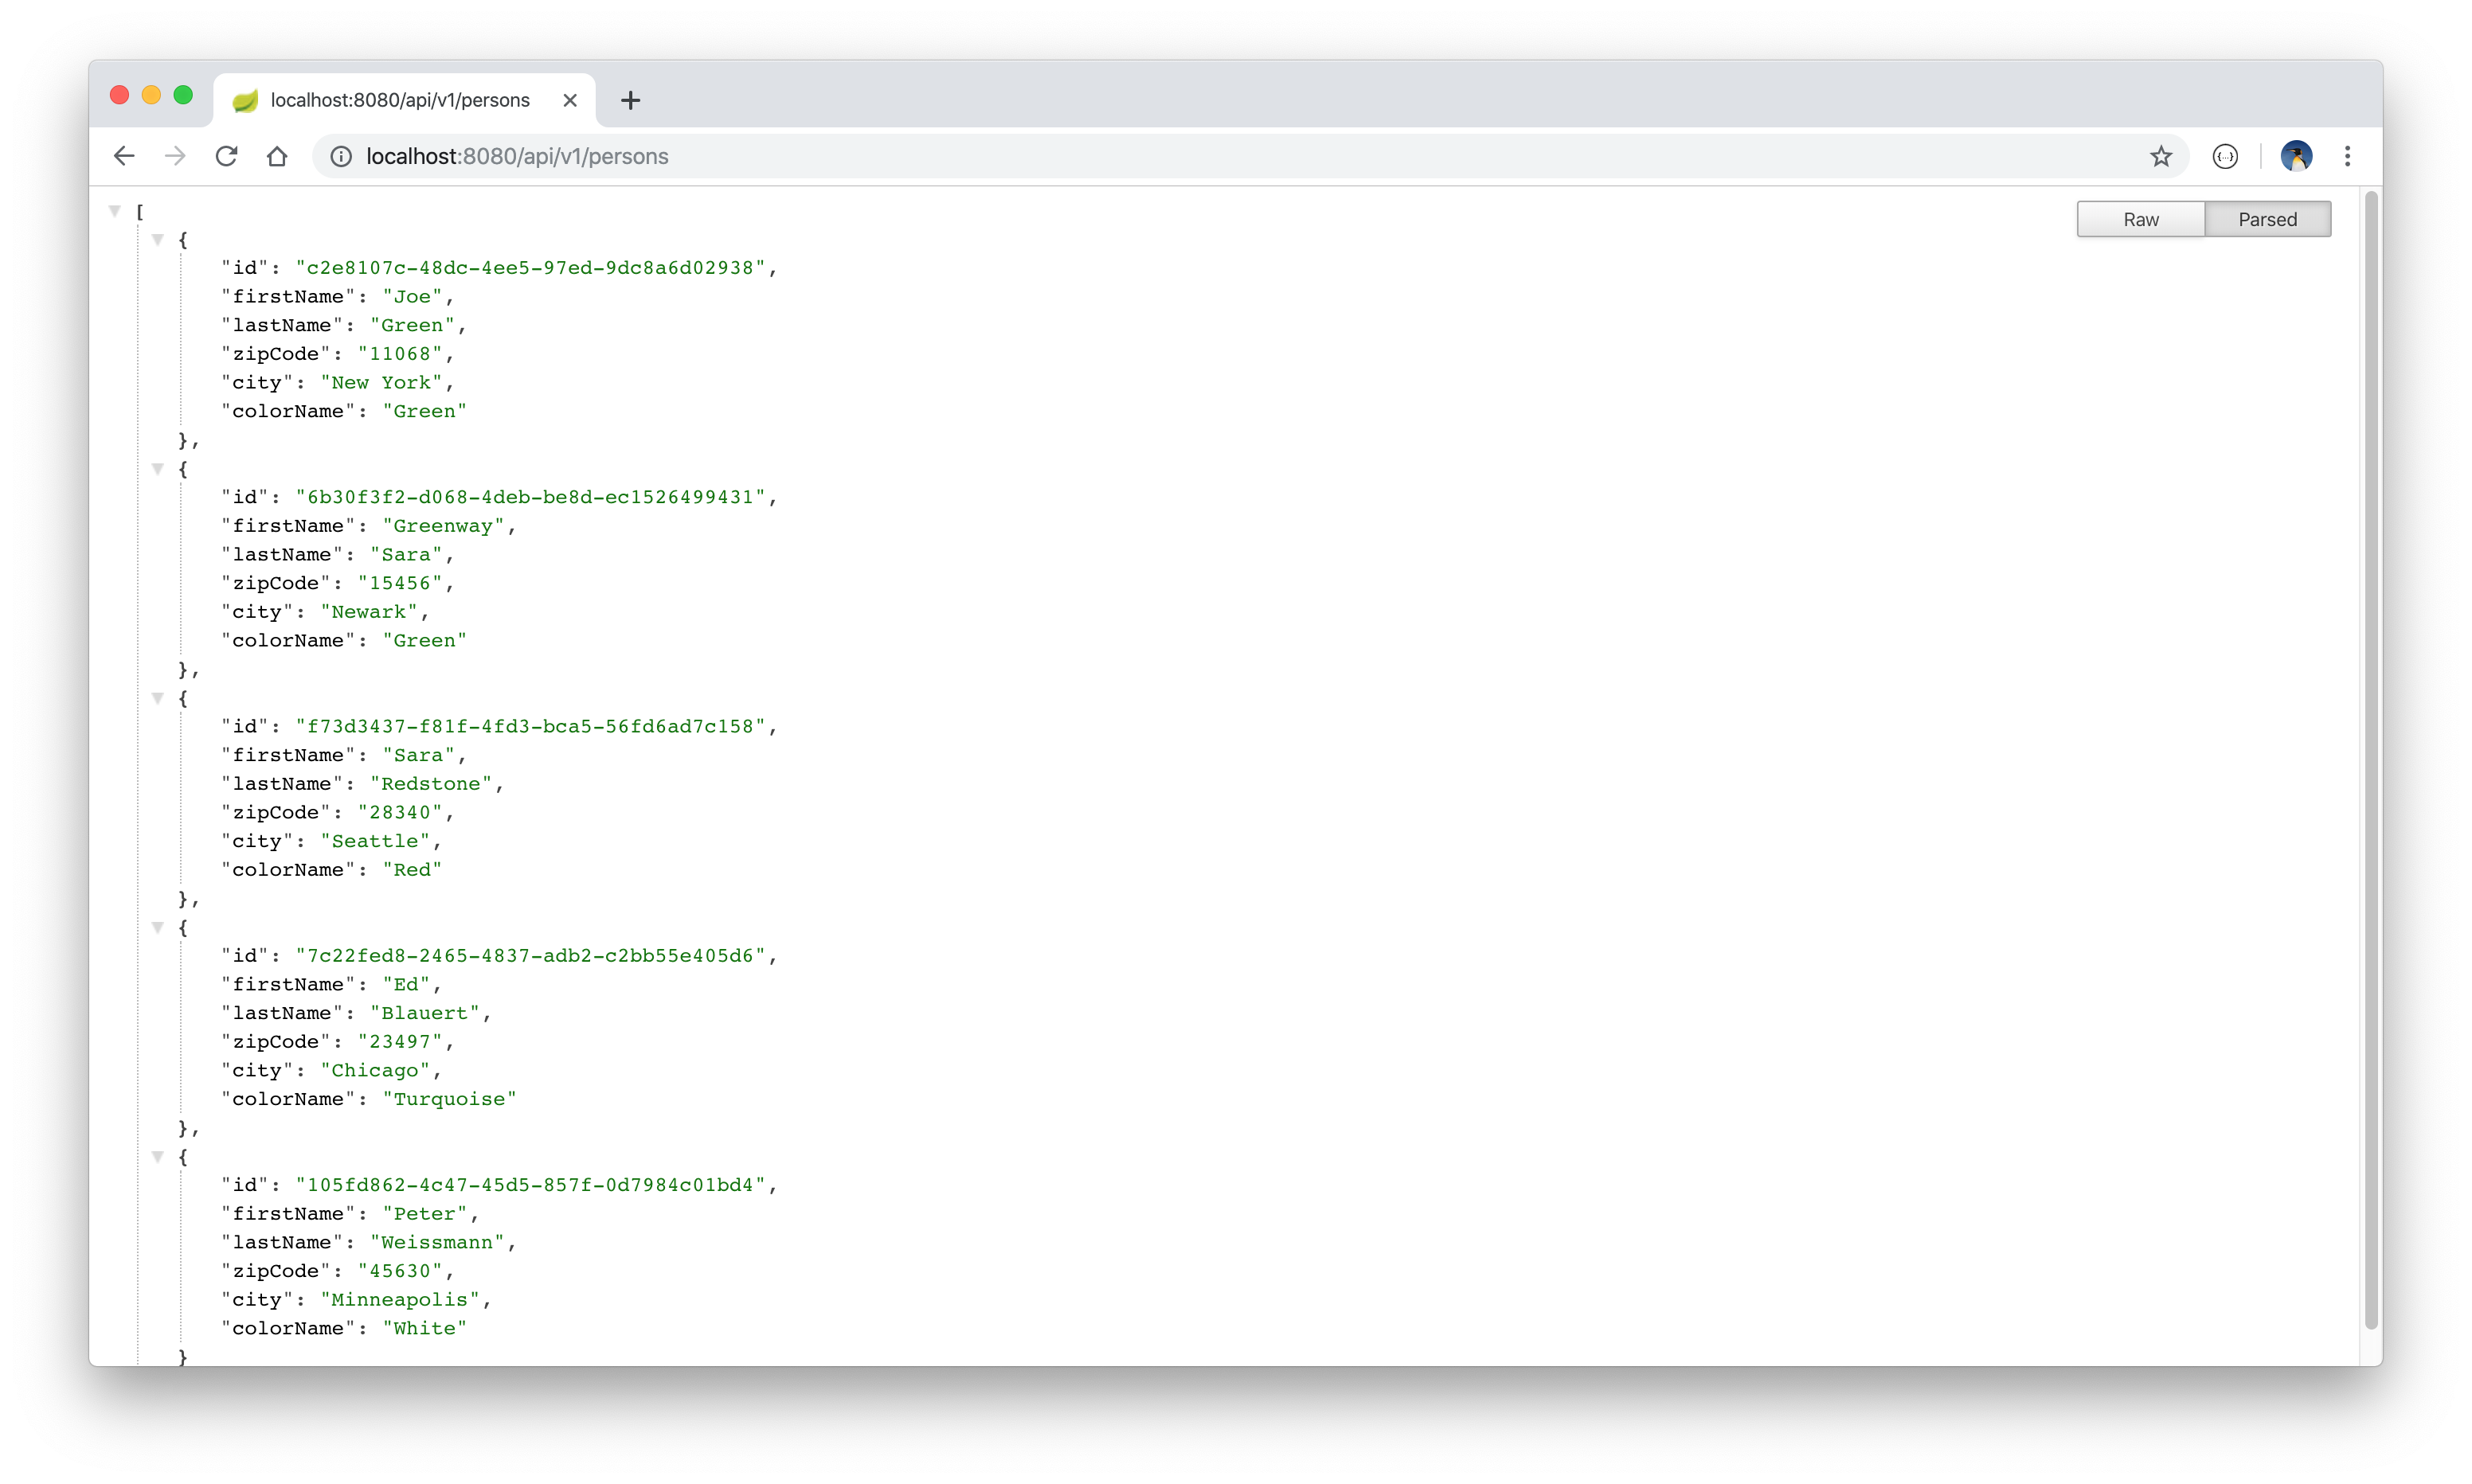 localhost:8080/api/v1/persons
localhost:8080/api/v1/persons
Raw Parsed
[
{
"id": "c2e8107c-48dc-4ee5-97ed-9dc8a6d02938",
"firstName": "Joe",
"lastName": "Green",
"zipCode": "11068",
"city": "New York",
"colorName": "Green"
},
{
"id": "6b30f3f2-d068-4deb-be8d-ec1526499431",
"firstName": "Greenway",
"lastName": "Sara",
"zipCode": "15456",
"city": "Newark",
"colorName": "Green"
},
{
"id": "f73d3437-f81f-4fd3-bca5-56fd6ad7c158",
"firstName": "Sara",
"lastName": "Redstone",
"zipCode": "28340",
"city": "Seattle",
"colorName": "Red"
},
{
"id": "7c22fed8-2465-4837-adb2-c2bb55e405d6",
"firstName": "Ed",
"lastName": "Blauert",
"zipCode": "23497",
"city": "Chicago",
"colorName": "Turquoise"
},
{
"id": "105fd862-4c47-45d5-857f-0d7984c01bd4",
"firstName": "Peter",
"lastName": "Weissmann",
"zipCode": "45630",
"city": "Minneapolis",
"colorName": "White"
}